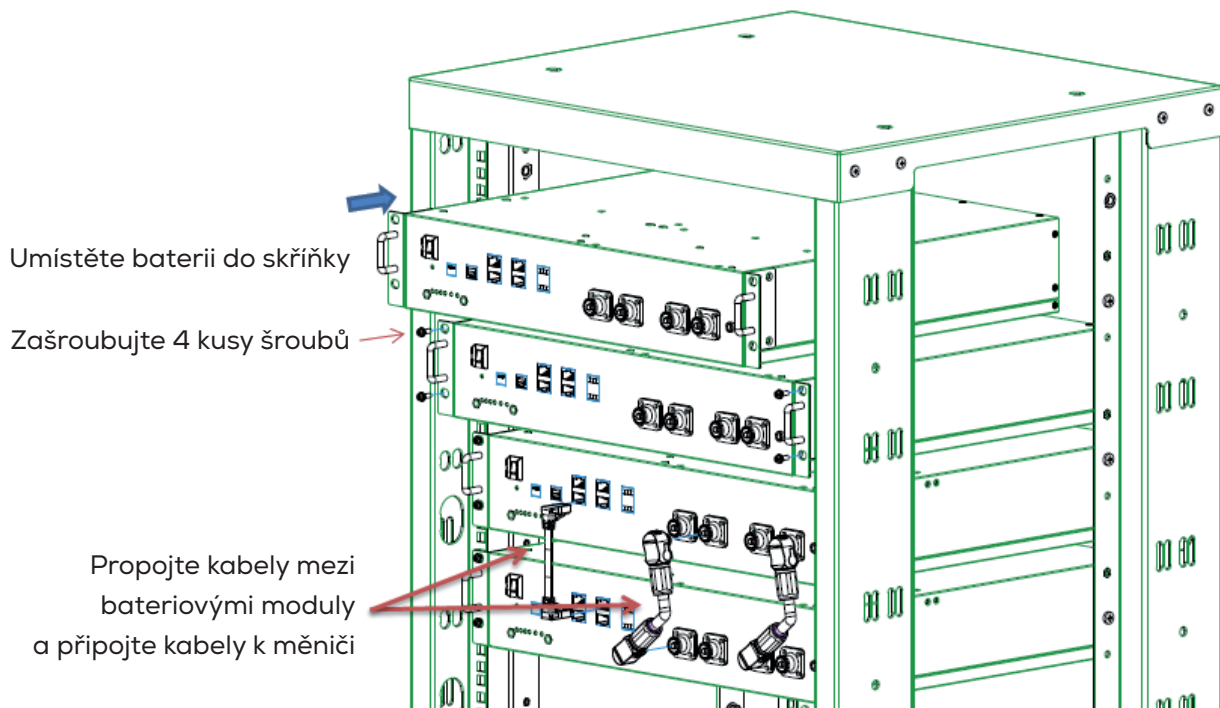 Umístěte baterii do skříňky
Zašroubujte 4 kusy šroubů
Propojte kabely mezi
bateriovými moduly
a připojte kabely k měniči